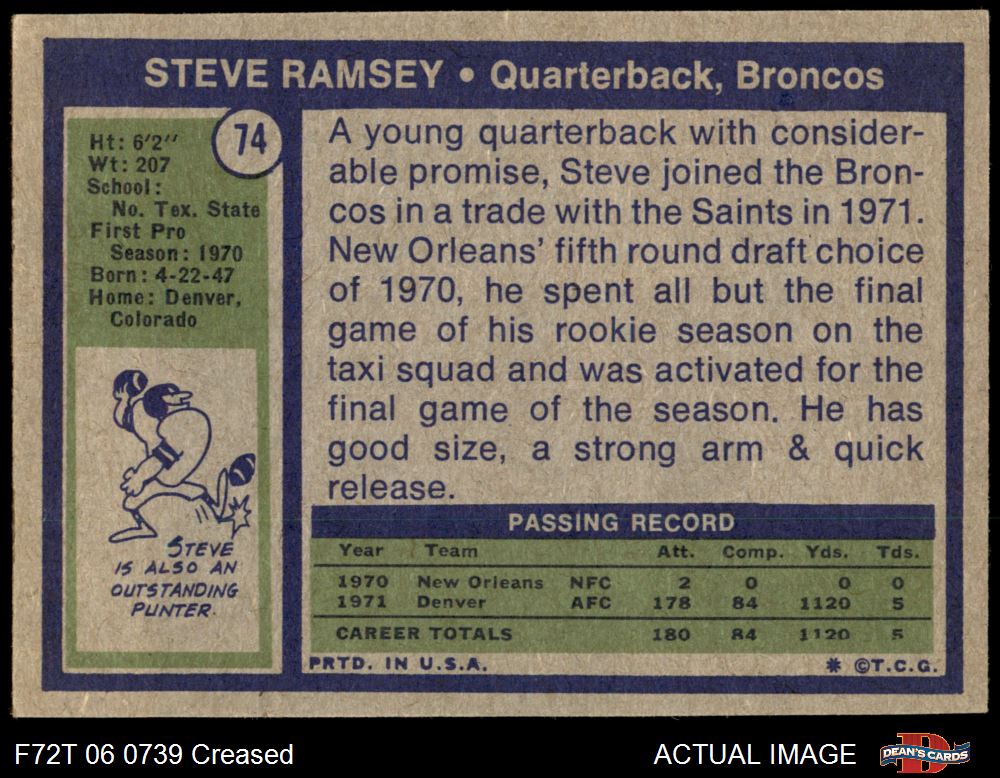 STEVE RAMSEY • Quarterback, Broncos
74
Ht: 6'2''
Wt: 207
School:
No. Tex. State
First Pro
Season: 1970
Born: 4-22-47
Home: Denver,
Colorado
STEVE
IS ALSO AN
OUTSTANDING
PUNTER.
A young quarterback with consider-
able promise, Steve joined the Bron-
cos in a trade with the Saints in 1971.
New Orleans' fifth round draft choice
of 1970, he spent all but the final
game of his rookie season on the
taxi squad and was activated for the
final game of the season. He has
good size, a strong arm & quick
release.
PASSING RECORD
Year Team Att. Comp. Yds. Tds.
1970 New Orleans NFC 2 0 0 0
1971 Denver AFC 178 84 1120 5
CAREER TOTALS 180 84 1120 5
PRTD. IN U.S.A. * ©T.C.G.
F72T 06 0739 Creased ACTUAL IMAGE DEAN'S CARDS